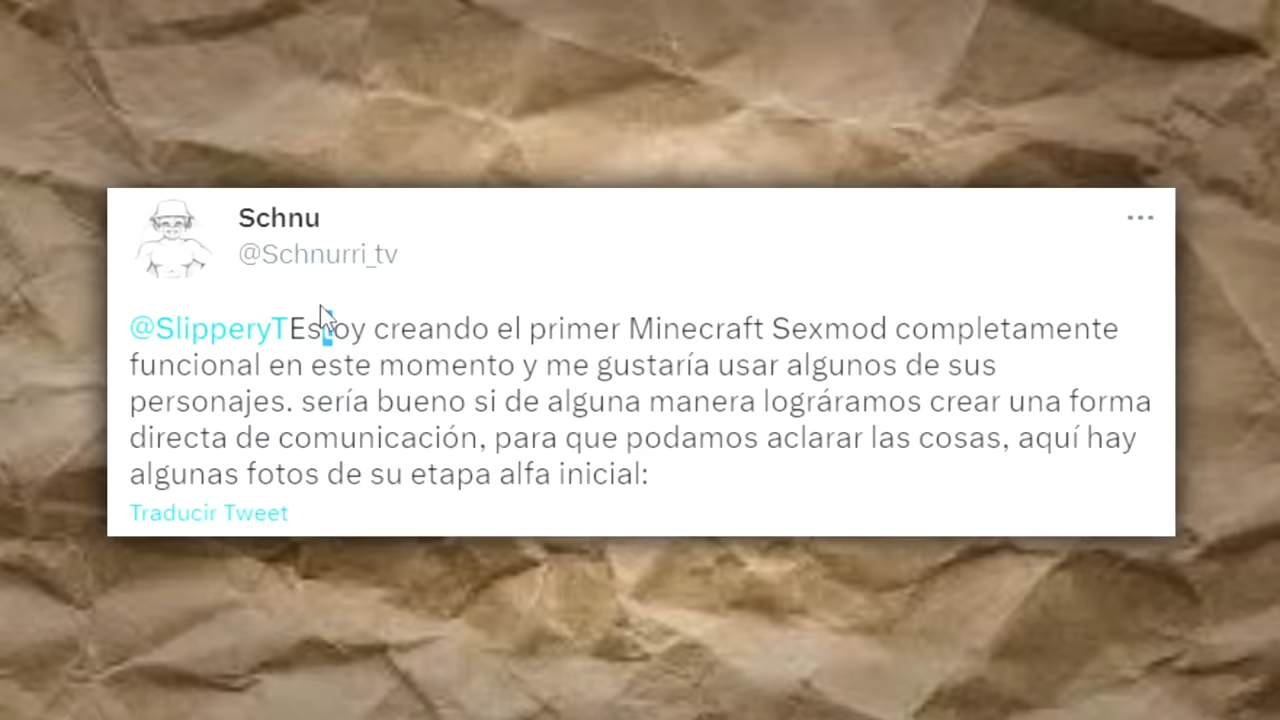 Schnu
@Schnurri_tv
@SlipperyTEstoy creando el primer Minecraft Sexmod completamente
funcional en este momento y me gustaría usar algunos de sus
personajes. sería bueno si de alguna manera lográramos crear una forma
directa de comunicación, para que podamos aclarar las cosas, aquí hay
algunas fotos de su etapa alfa inicial:
Traducir Tweet